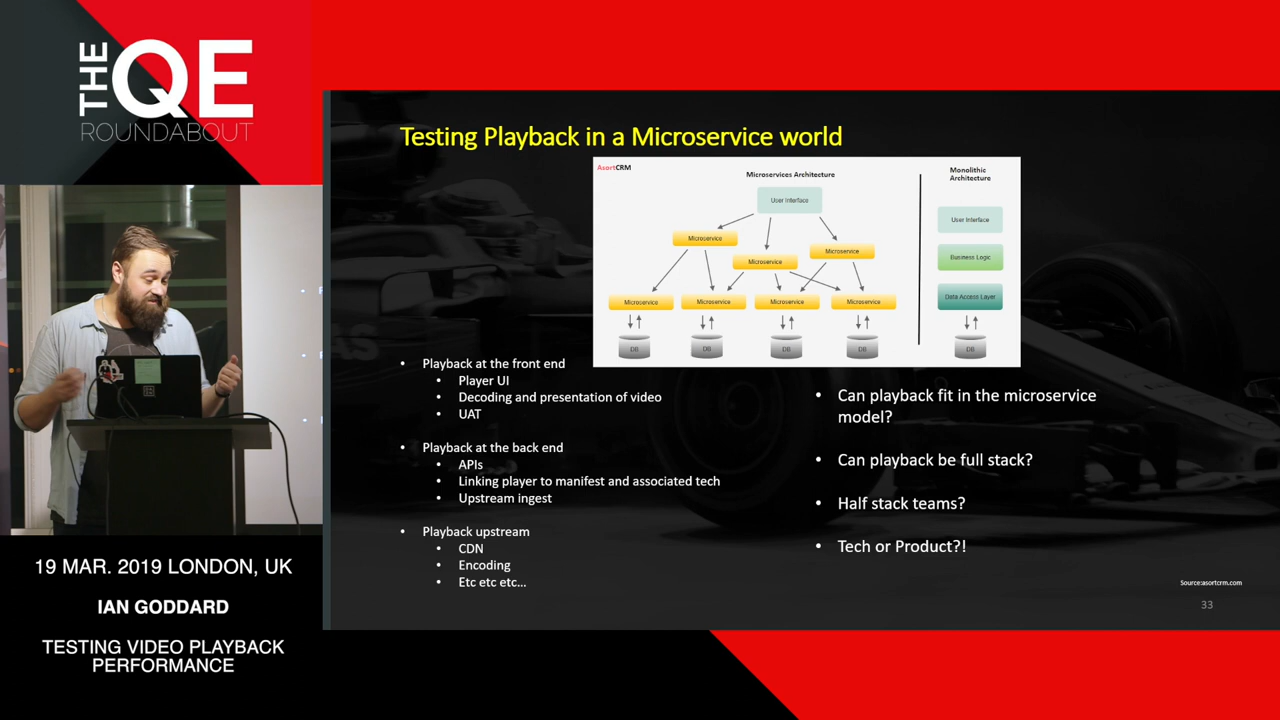 THE QE
ROUNDABOUT
Testing Playback in a Microservice world
AsortCRM
Microservices Architecture
Monolithic
Architecture
User Interface
User Interface
Microservice
Microservice
Microservice
Business Logic
Microservice
Microservice
Microservice
Microservice
Data Access Layer
DB
DB
DB
DB
DB
• Playback at the front end
• Player UI
• Decoding and presentation of video
• UAT
• Playback at the back end
• APIs
• Linking player to manifest and associated tech
• Upstream ingest
• Playback upstream
• CDN
• Encoding
• Etc etc etc...
• Can playback fit in the microservice
model?
• Can playback be full stack?
• Half stack teams?
• Tech or Product?!
Source:asortcrm.com
33
19 MAR. 2019 LONDON, UK
IAN GODDARD
TESTING VIDEO PLAYBACK
PERFORMANCE